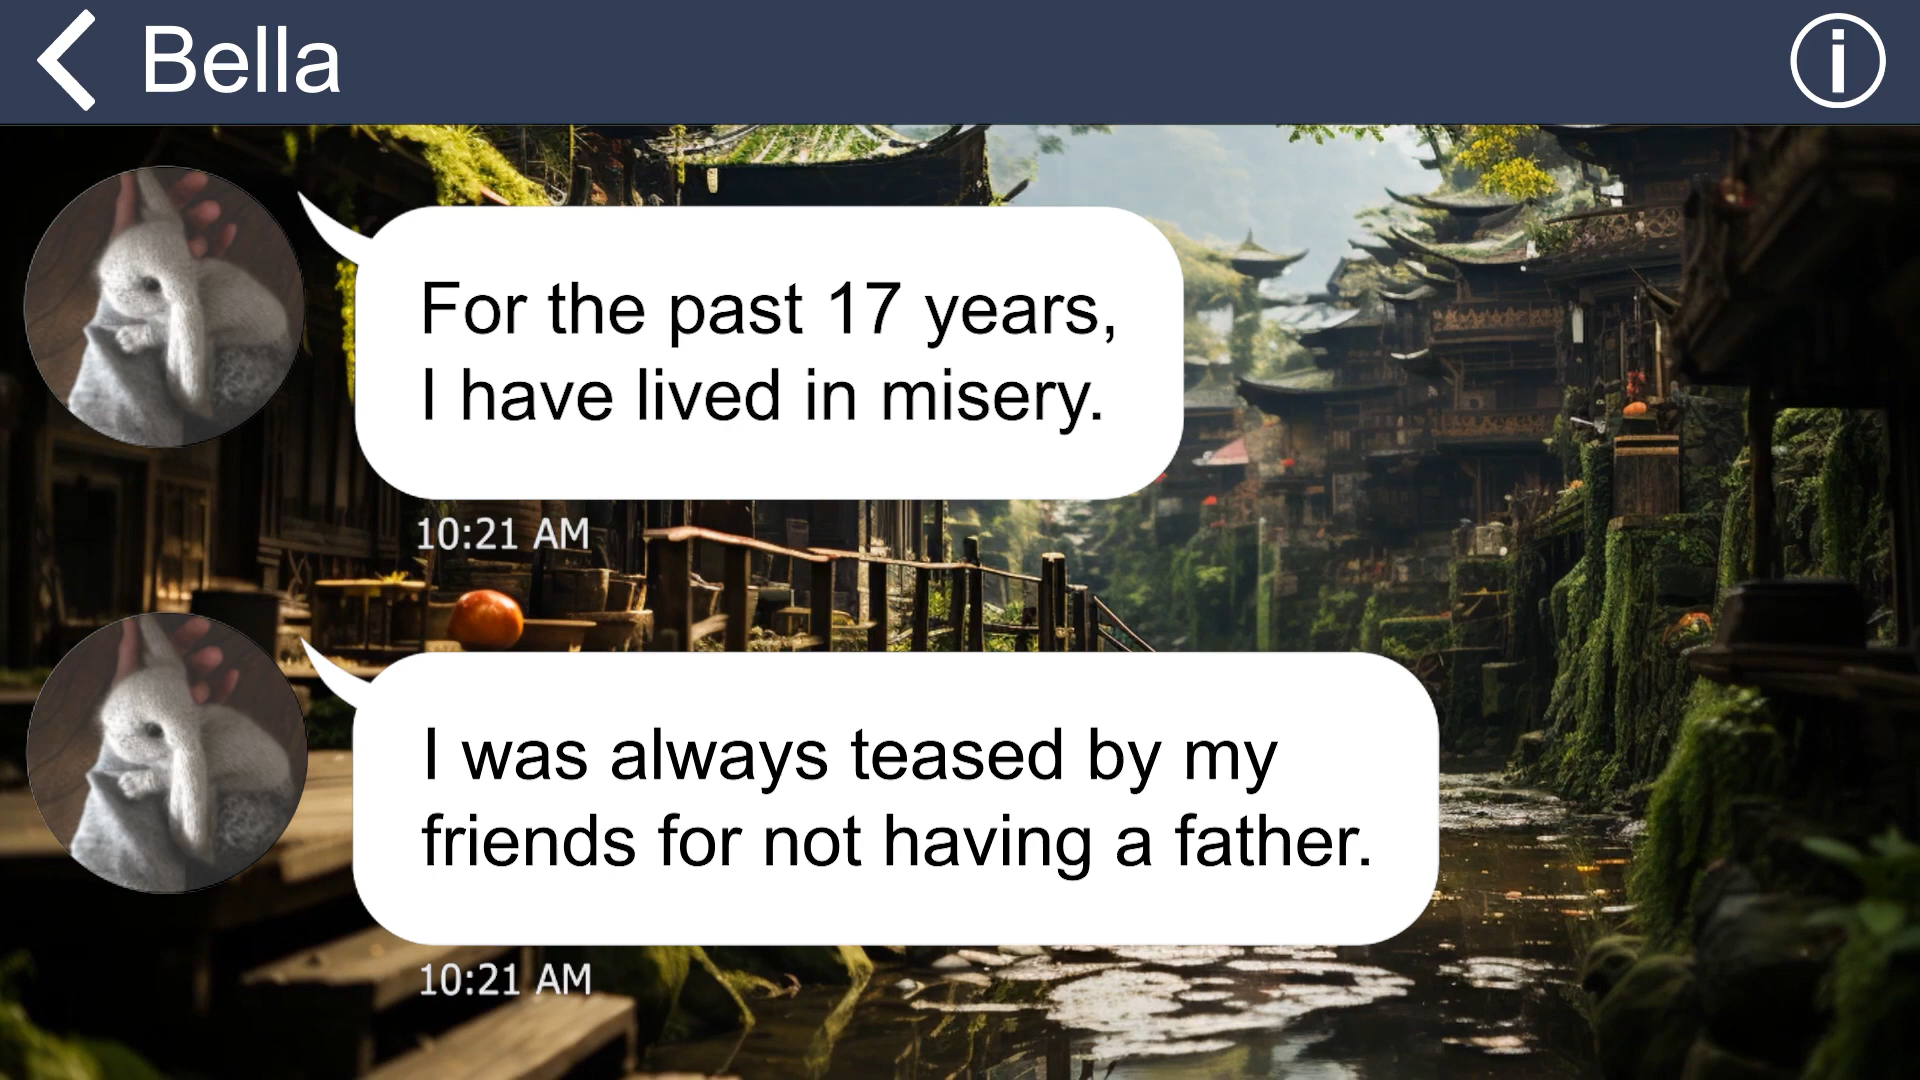 Bella
For the past 17 years,
I have lived in misery.
10:21 AM
I was always teased by my
friends for not having a father.
10:21 AM